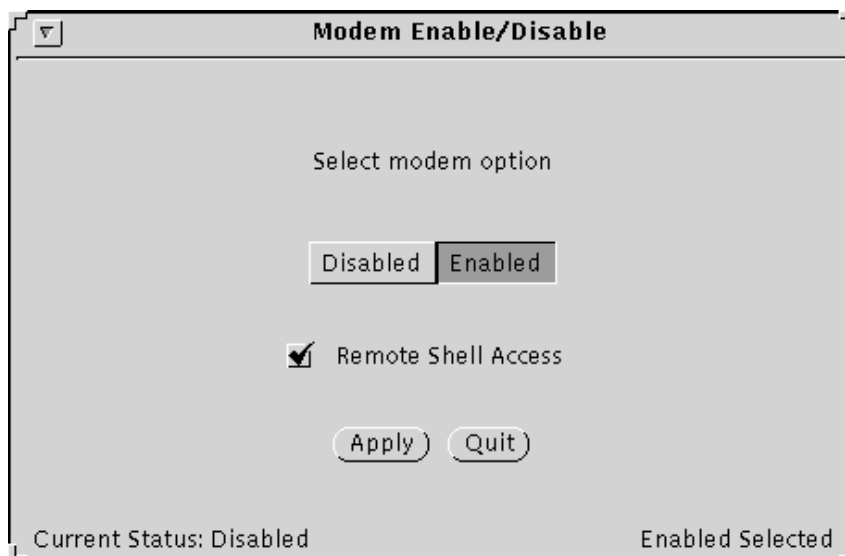 Modem Enable/Disable
Select modem option
Disabled Enabled
Remote Shell Access
Apply Quit
Current Status: Disabled Enabled Selected